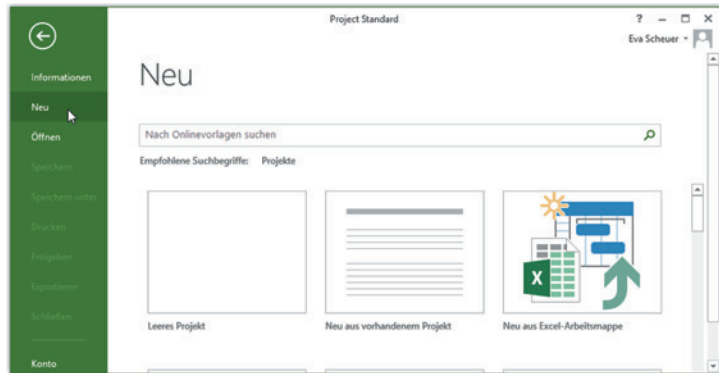 Project Standard
?
Eva Scheuer
Informationen
Neu
Öffnen
Speichern
Speichern unter
Drucken
Freigeben
Exportieren
Schließen
Konto
Neu
Nach Onlinevorlagen suchen
Empfohlene Suchbegriffe: Projekte
X
Leeres Projekt
Neu aus vorhandenem Projekt
Neu aus Excel-Arbeitsmappe